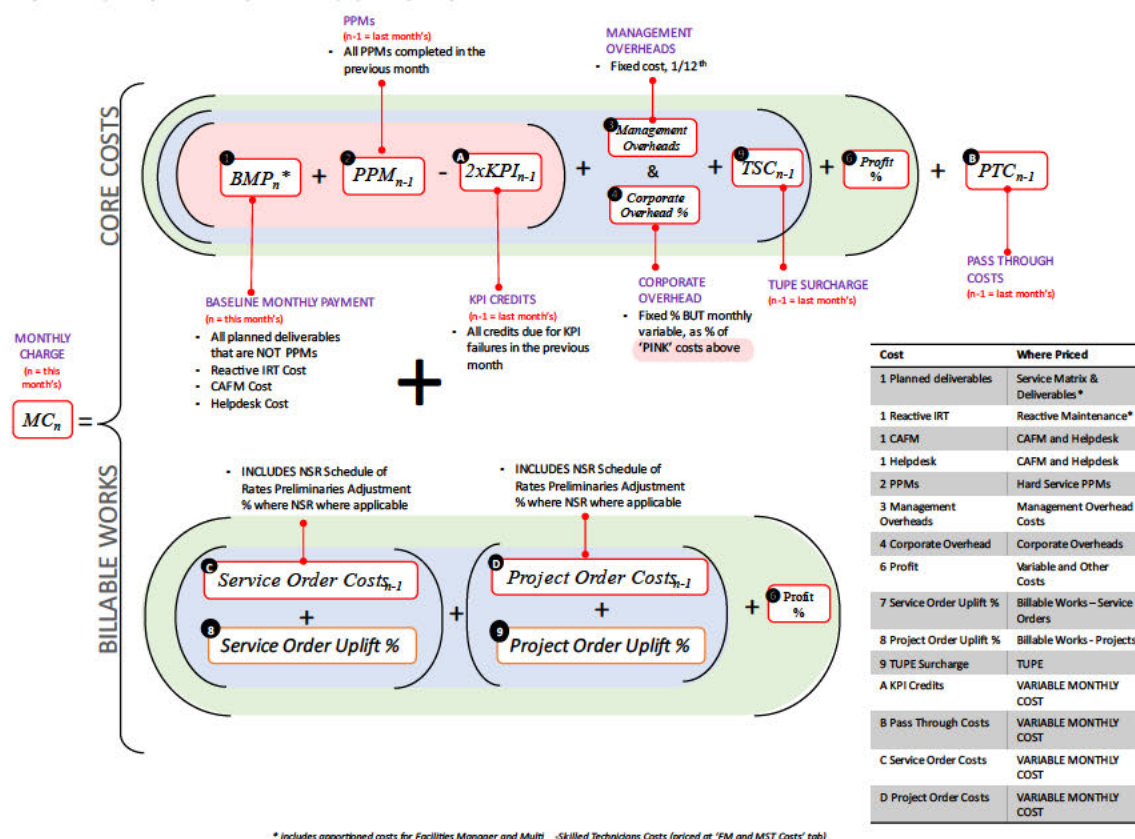 PPMs
(n-1 = last month's)
- All PPMs completed in the
previous month
MANAGEMENT
OVERHEADS
- Fixed cost, 1/12th
CORE COSTS
1
BMPn*
+
2
PPMn-1
-
A
2xKPIn-1
+
3
Management
Overheads
&
4
Corporate
Overhead %
+
9
TSCn-1
+
6
Profit
%
+
B
PTCn-1
BASELINE MONTHLY PAYMENT
(n = this month's)
- All planned deliverables
that are NOT PPMs
- Reactive IRT Cost
- CAFM Cost
- Helpdesk Cost
KPI CREDITS
(n-1 = last month's)
- All credits due for KPI
failures in the previous
month
CORPORATE
OVERHEAD
- Fixed % BUT monthly
variable, as % of
'PINK' costs above
TUPE SURCHARGE
(n-1 = last month's)
PASS THROUGH
COSTS
(n-1 = last month's)
MONTHLY
CHARGE
(n = this
month's)
MCn =
+
BILLABLE WORKS
- INCLUDES NSR Schedule of
Rates Preliminaries Adjustment
% where NSR where applicable
- INCLUDES NSR Schedule of
Rates Preliminaries Adjustment
% where NSR where applicable
C
Service Order Costsn-1
+
8
Service Order Uplift %
+
D
Project Order Costsn-1
+
9
Project Order Uplift %
+
6
Profit
%
Cost Where Priced
1 Planned deliverables Service Matrix &
Deliverables*
1 Reactive IRT Reactive Maintenance*
1 CAFM CAFM and Helpdesk
1 Helpdesk CAFM and Helpdesk
2 PPMs Hard Service PPMs
3 Management Management Overhead
Overheads Costs
4 Corporate Overhead Corporate Overheads
6 Profit Variable and Other
Costs
7 Service Order Uplift % Billable Works – Service
Orders
8 Project Order Uplift % Billable Works - Projects
9 TUPE Surcharge TUPE
A KPI Credits VARIABLE MONTHLY
COST
B Pass Through Costs VARIABLE MONTHLY
COST
C Service Order Costs VARIABLE MONTHLY
COST
D Project Order Costs VARIABLE MONTHLY
COST
* includes apportioned costs for Facilities Manager and Multi -Skilled Technicians Costs (priced at 'FM and MST Costs' tab)